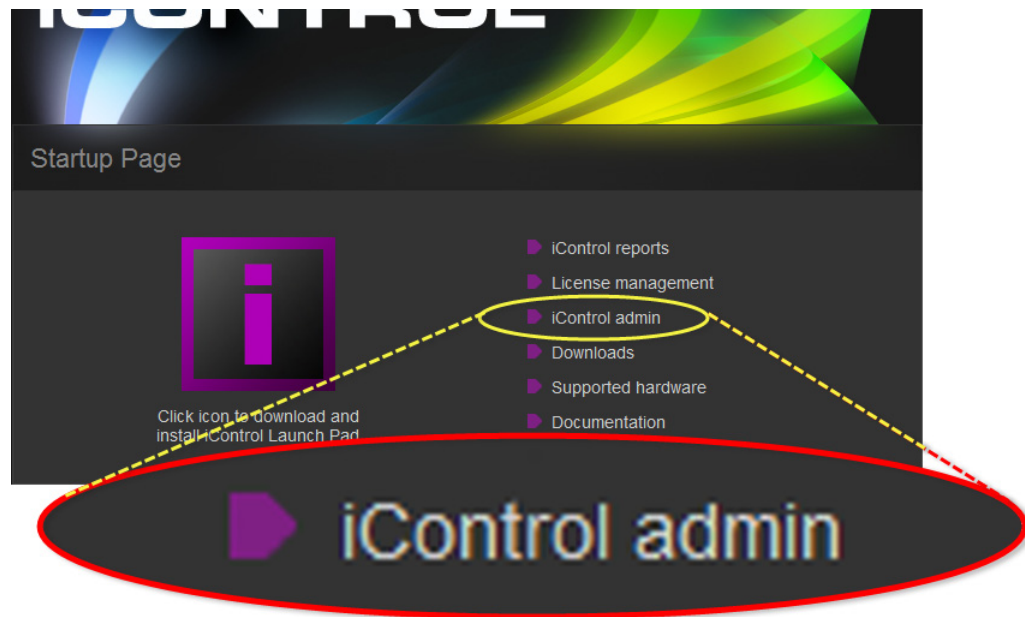 iCONTROL
Startup Page
i
Click icon to download and
install iControl Launch Pad
iControl reports
License management
iControl admin
Downloads
Supported hardware
Documentation
iControl admin